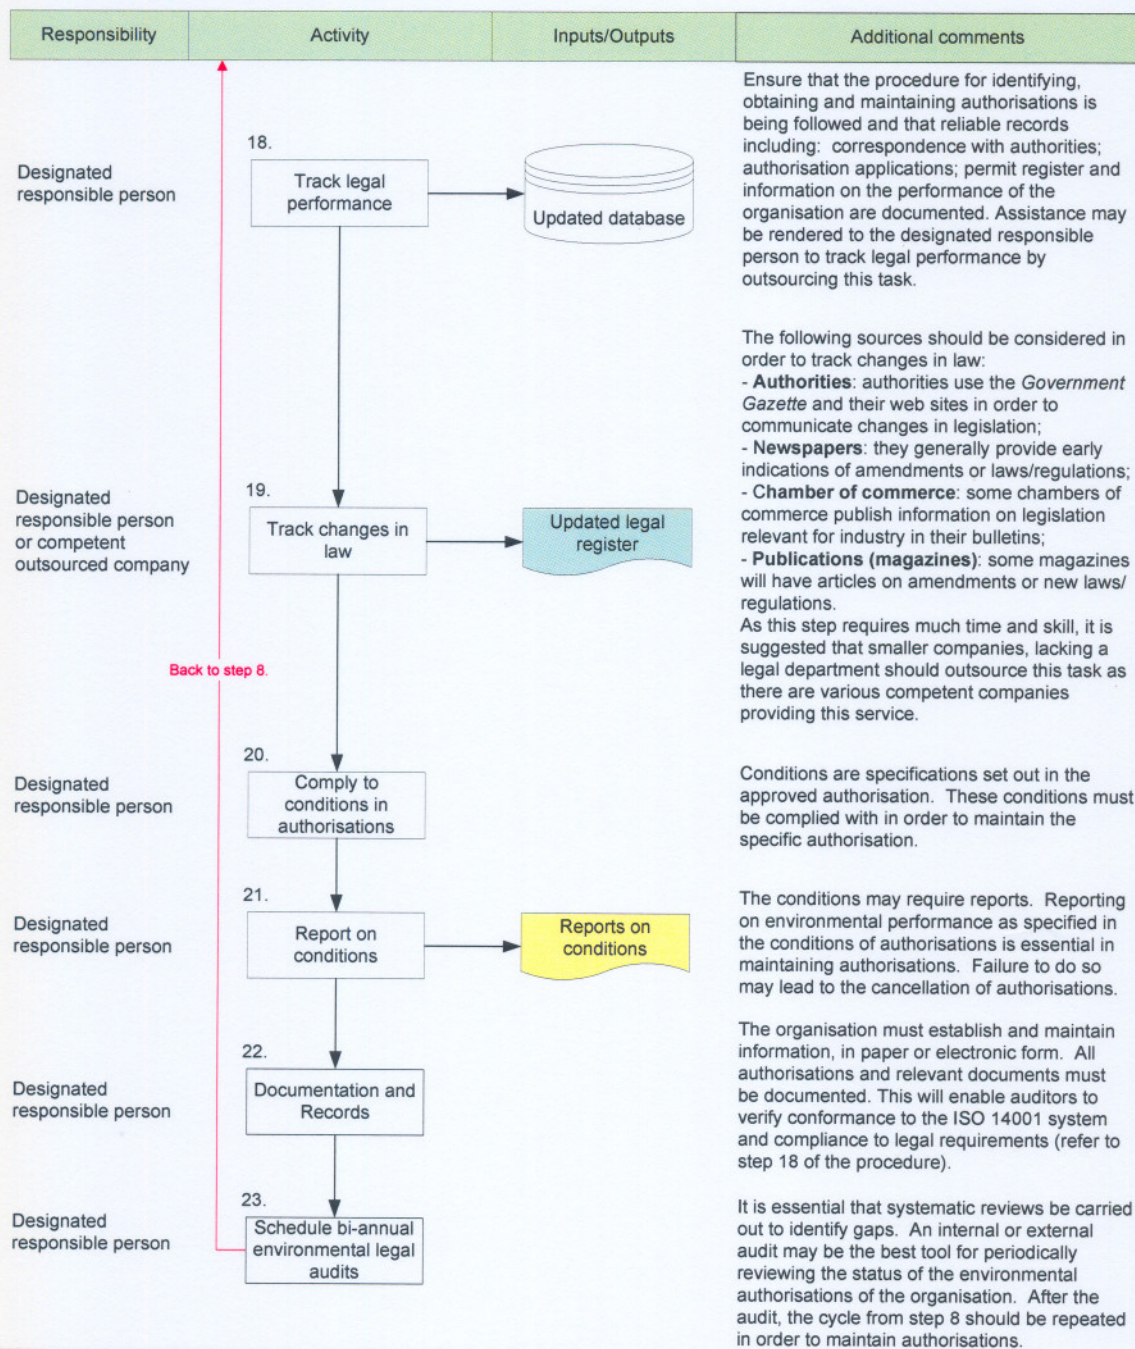 Responsibility
Activity
Inputs/Outputs
Additional comments
Designated
responsible person
18.
Track legal
performance
Updated database
Ensure that the procedure for identifying,
obtaining and maintaining authorisations is
being followed and that reliable records
including: correspondence with authorities;
authorisation applications; permit register and
information on the performance of the
organisation are documented. Assistance may
be rendered to the designated responsible
person to track legal performance by
outsourcing this task.
Designated
responsible person
or competent
outsourced company
19.
Track changes in
law
Updated legal
register
The following sources should be considered in
order to track changes in law:
- Authorities: authorities use the Government
Gazette and their web sites in order to
communicate changes in legislation;
- Newspapers: they generally provide early
indications of amendments or laws/regulations;
- Chamber of commerce: some chambers of
commerce publish information on legislation
relevant for industry in their bulletins;
- Publications (magazines): some magazines
will have articles on amendments or new laws/
regulations.
As this step requires much time and skill, it is
suggested that smaller companies, lacking a
legal department should outsource this task as
there are various competent companies
providing this service.
Back to step 8.
Designated
responsible person
20.
Comply to
conditions in
authorisations
Conditions are specifications set out in the
approved authorisation. These conditions must
be complied with in order to maintain the
specific authorisation.
Designated
responsible person
21.
Report on
conditions
Reports on
conditions
The conditions may require reports. Reporting
on environmental performance as specified in
the conditions of authorisations is essential in
maintaining authorisations. Failure to do so
may lead to the cancellation of authorisations.
Designated
responsible person
22.
Documentation and
Records
The organisation must establish and maintain
information, in paper or electronic form. All
authorisations and relevant documents must
be documented. This will enable auditors to
verify conformance to the ISO 14001 system
and compliance to legal requirements (refer to
step 18 of the procedure).
Designated
responsible person
23.
Schedule bi-annual
environmental legal
audits
It is essential that systematic reviews be carried
out to identify gaps. An internal or external
audit may be the best tool for periodically
reviewing the status of the environmental
authorisations of the organisation. After the
audit, the cycle from step 8 should be repeated
in order to maintain authorisations.